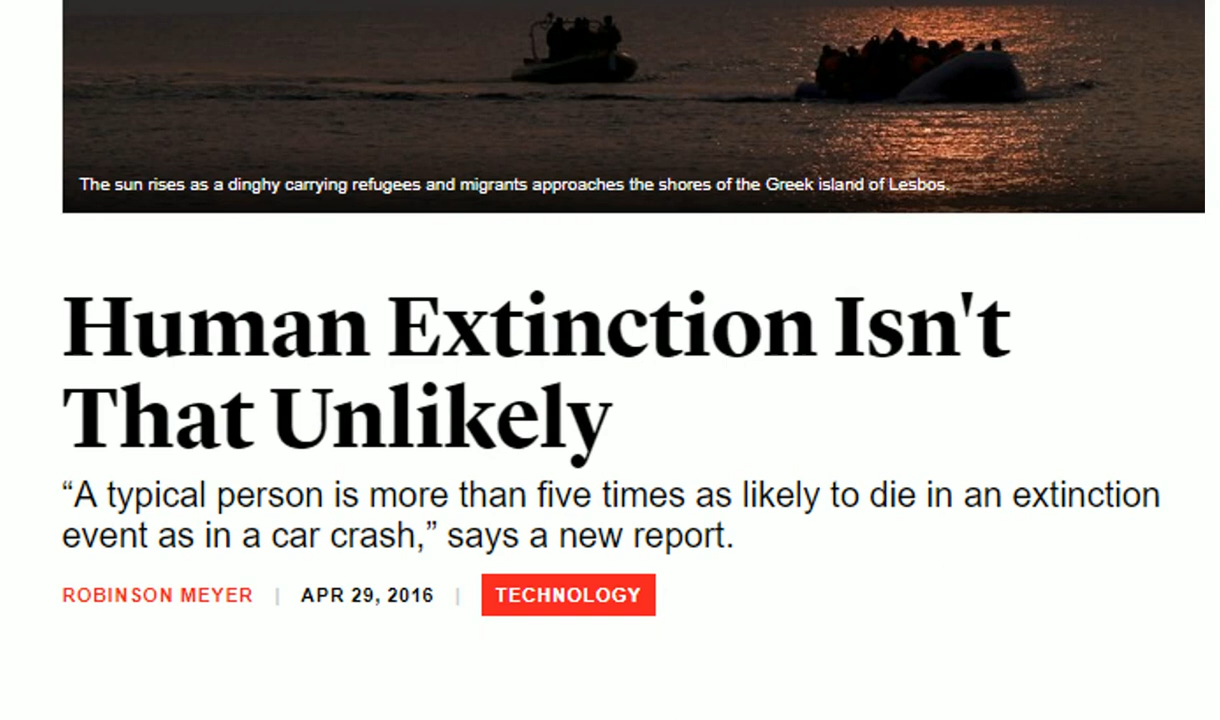 The sun rises as a dinghy carrying refugees and migrants approaches the shores of the Greek island of Lesbos.
Human Extinction Isn't
That Unlikely
“A typical person is more than five times as likely to die in an extinction
event as in a car crash,” says a new report.
ROBINSON MEYER | APR 29, 2016 | TECHNOLOGY